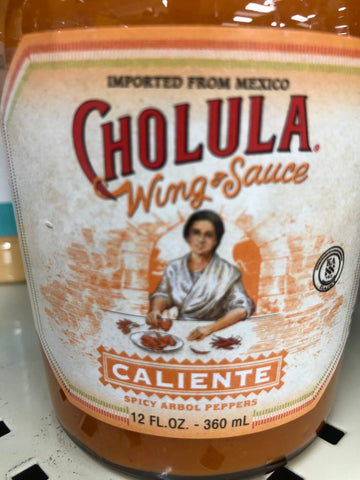 IMPORTED FROM MEXICO
CHOLULA
Wing & Sauce
CALIENTE
SPICY ARBOL PEPPERS
12 FL.OZ. - 360 mL